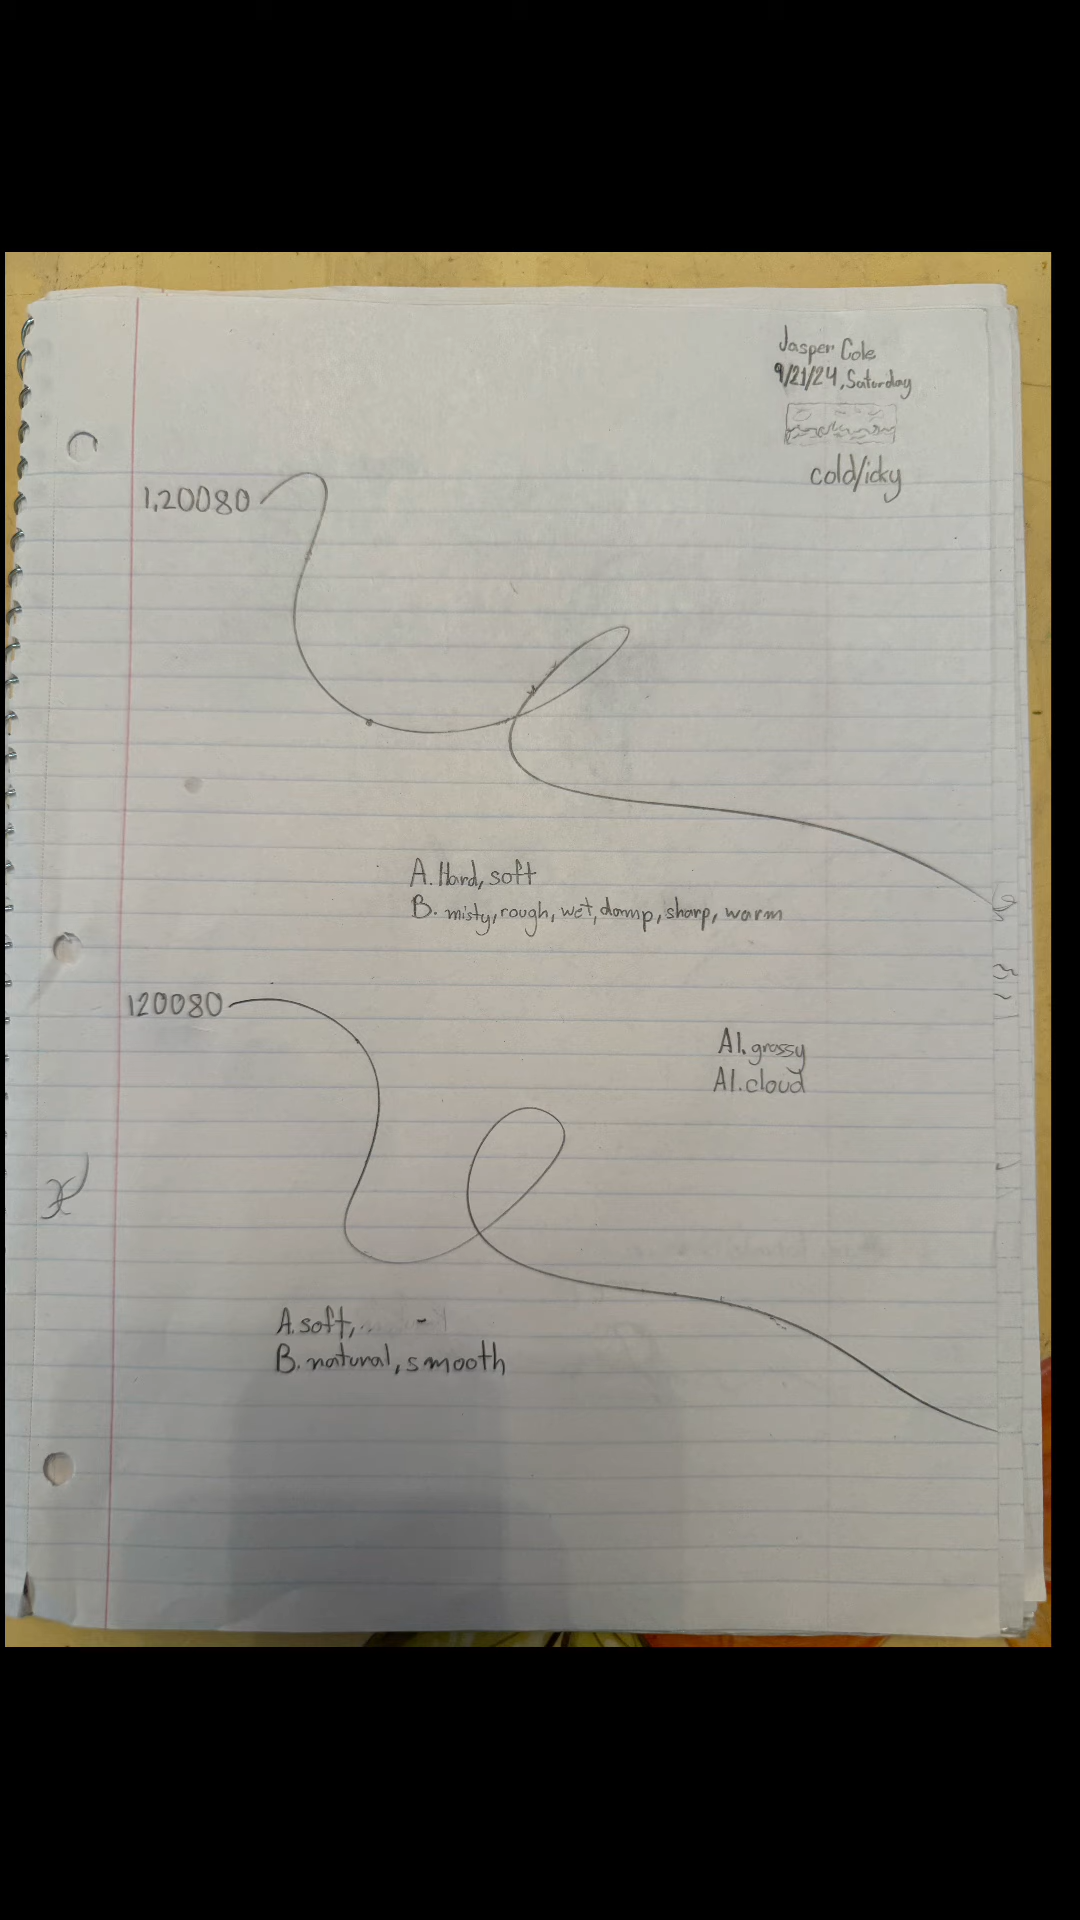 Jasper Cole
9/21/24, Saturday
cold/icky
1,20080
A. Hard, soft
B. misty, rough, wet, damp, sharp, warm
120080
A1. grassy
A1. cloud
A. soft,
B. natural, smooth